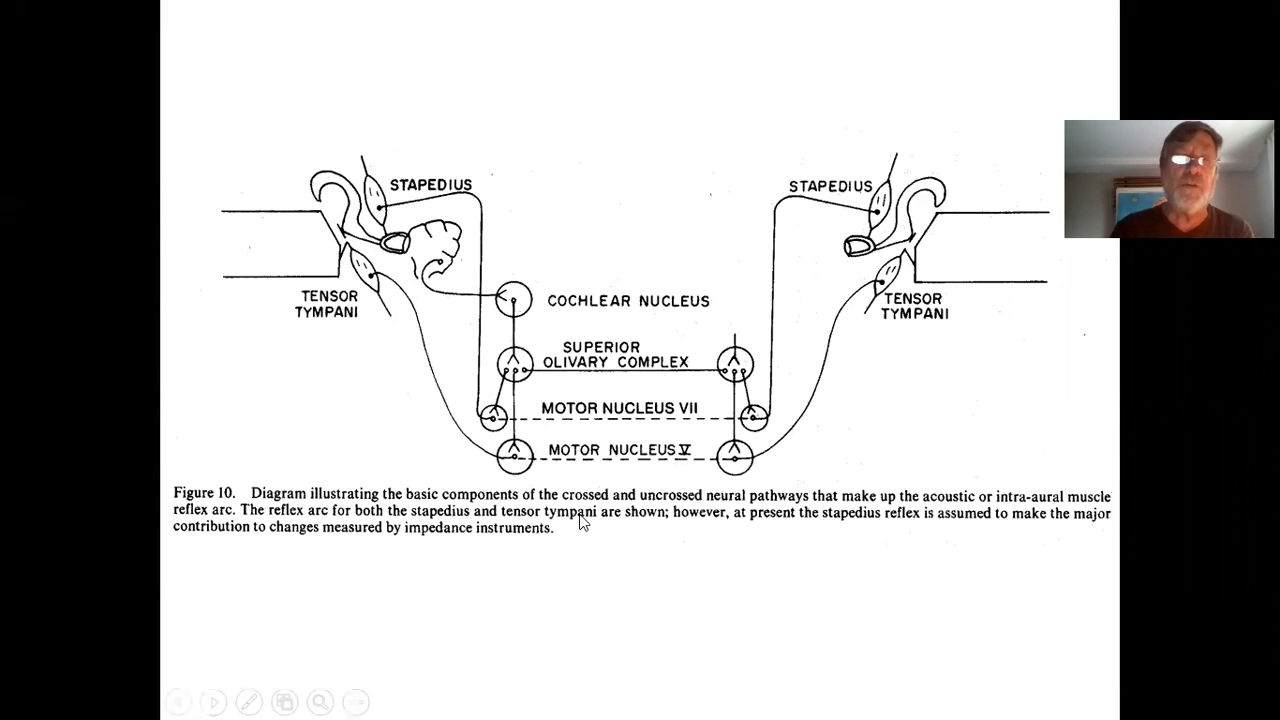 STAPEDIUS
STAPEDIUS
TENSOR
TYMPANI
COCHLEAR NUCLEUS
TENSOR
TYMPANI
SUPERIOR
OLIVARY COMPLEX
MOTOR NUCLEUS VII
MOTOR NUCLEUS V
Figure 10. Diagram illustrating the basic components of the crossed and uncrossed neural pathways that make up the acoustic or intra-aural muscle
reflex arc. The reflex arc for both the stapedius and tensor tympani are shown; however, at present the stapedius reflex is assumed to make the major
contribution to changes measured by impedance instruments.